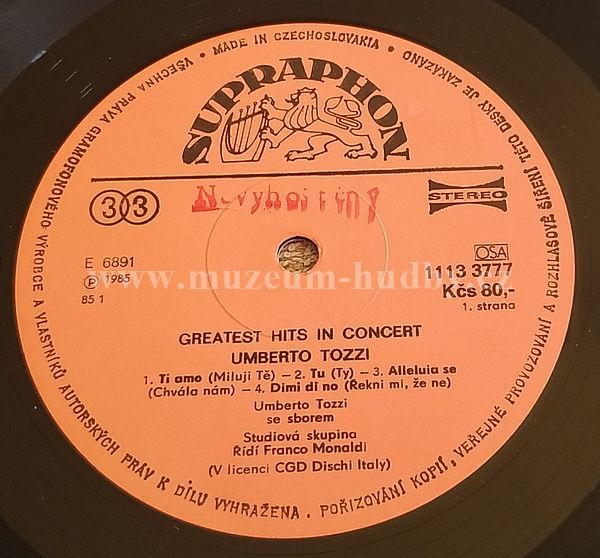 VŠECHNA PRÁVA GRAMOFONOVÉHO VÝROBCE A VLASTNÍKŮ AUTORSKÝCH PRÁV K DÍLU VYHRAŽENA. POŘIZOVÁNÍ KOPIÍ, VEŘEJNÉ PROVOZOVÁNÍ A ROZHLASOVÉ ŠÍŘENÍ TÉTO DESKY JE ZAKÁZÁNO
MADE IN CZECHOSLOVAKIA
SUPRAPHON
33
STEREO
E 6891
℗ 1985
85 1
OSA
1113 3777
Kčs 80,-
1. strana
www.muzeum-hudby.cz
GREATEST HITS IN CONCERT
UMBERTO TOZZI
1. Ti amo (Miluji Tě) – 2. Tu (Ty) – 3. Alleluia se
(Chvála nám) – 4. Dimi di no (Řekni mi, že ne)
Umberto Tozzi
se sborem
Studiová skupina
Řídí Franco Monaldi
(V licenci CGD Dischi Italy)